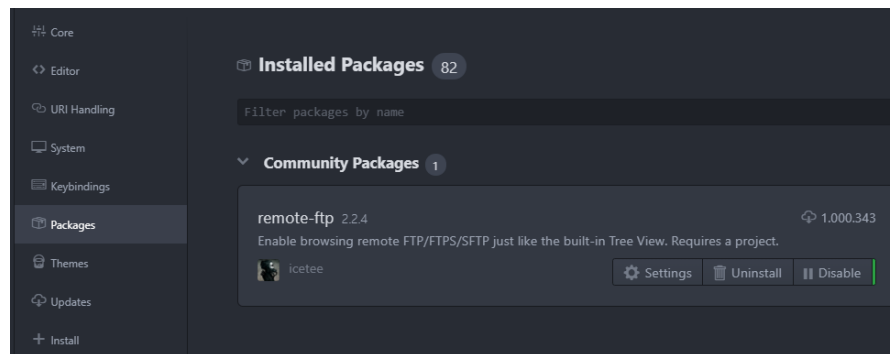 Core
Editor
URI Handling
System
Keybindings
Packages
Themes
Updates
Install
Installed Packages 82
Filter packages by name
Community Packages 1
remote-ftp 2.2.4 1.000.343
Enable browsing remote FTP/FTPS/SFTP just like the built-in Tree View. Requires a project.
icetee Settings Uninstall Disable